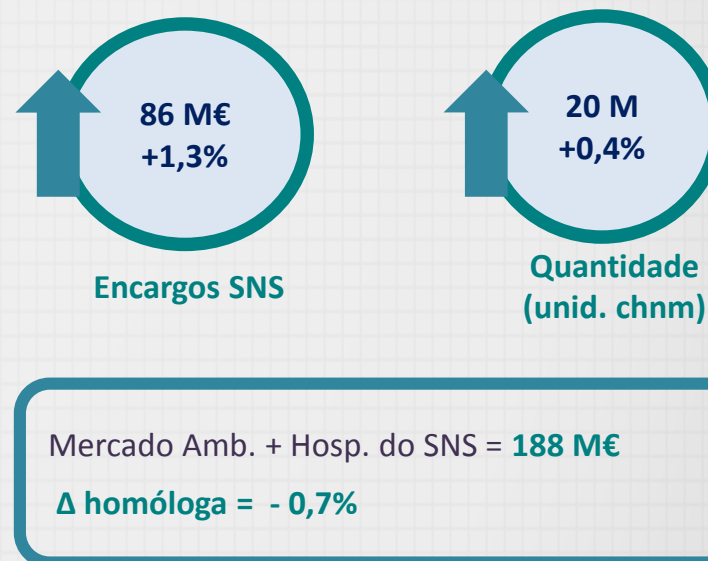 86 M€
+1,3%
Encargos SNS
20 M
+0,4%
Quantidade
(unid. chnm)
Mercado Amb. + Hosp. do SNS = 188 M€
Δ homóloga = - 0,7%